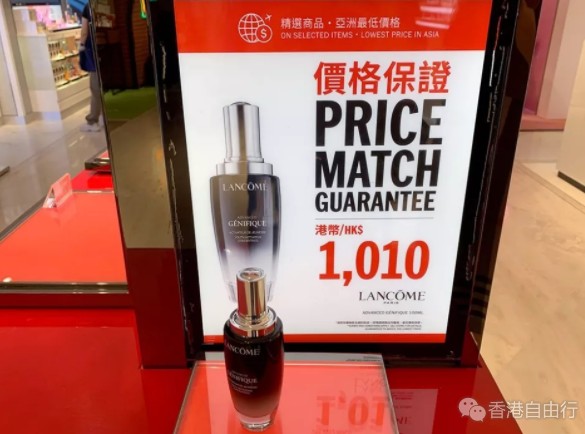 精選商品・亞洲最低價格
ON SELECTED ITEMS・LOWEST PRICE IN ASIA
價格保證
PRICE
MATCH
GUARANTEE
港幣/HK$
1,010
LANCÔME
PARIS
ADVANCED GÉNIFIQUE 100ML
LANCÔME
ADVANCED
GÉNIFIQUE
LANCÔME
GÉNIFIQUE
香港自由行